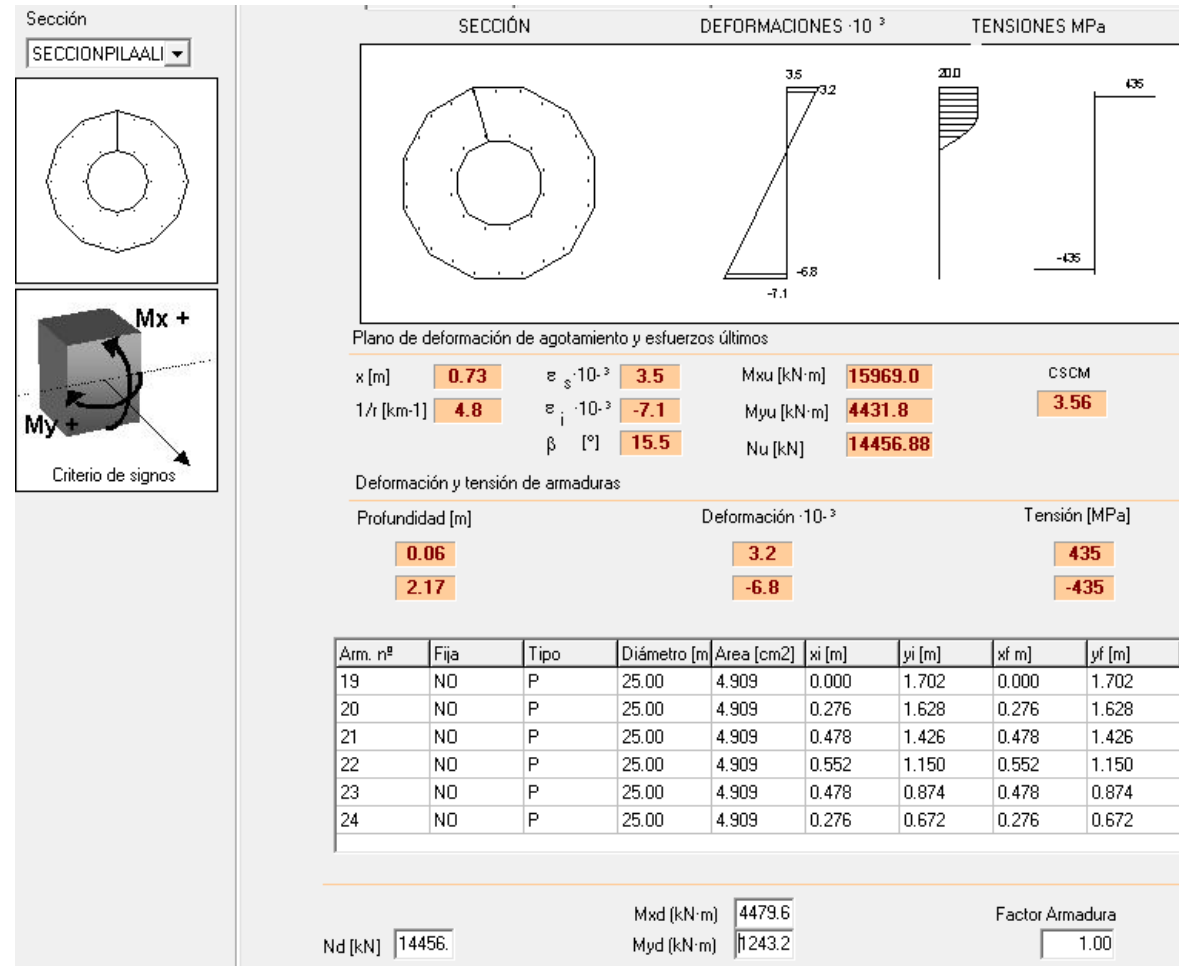 Sección
SECCIONPILAALI
Mx +
My +
Criterio de signos
SECCIÓN DEFORMACIONES ·10 ³ TENSIONES MPa
3.5
3.2
-6.8
-7.1
20.0
435
-435
Plano de deformación de agotamiento y esfuerzos últimos
x [m] 0.73 ε s ·10-³ 3.5 Mxu [kN·m] 15969.0 CSCM
1/r [km-1] 4.8 ε i ·10-³ -7.1 Myu [kN·m] 4431.8 3.56
β [°] 15.5 Nu [kN] 14456.88
Deformación y tensión de armaduras
Profundidad [m] Deformación ·10-³ Tensión [MPa]
0.06 3.2 435
2.17 -6.8 -435
Arm. nº Fija Tipo Diámetro [m Area [cm2] xi [m] yi [m] xf m] yf [m]
19 NO P 25.00 4.909 0.000 1.702 0.000 1.702
20 NO P 25.00 4.909 0.276 1.628 0.276 1.628
21 NO P 25.00 4.909 0.478 1.426 0.478 1.426
22 NO P 25.00 4.909 0.552 1.150 0.552 1.150
23 NO P 25.00 4.909 0.478 0.874 0.478 0.874
24 NO P 25.00 4.909 0.276 0.672 0.276 0.672
Mxd (kN·m) 4479.6 Factor Armadura
Nd [kN] 14456. Myd (kN·m) 1243.2 1.00